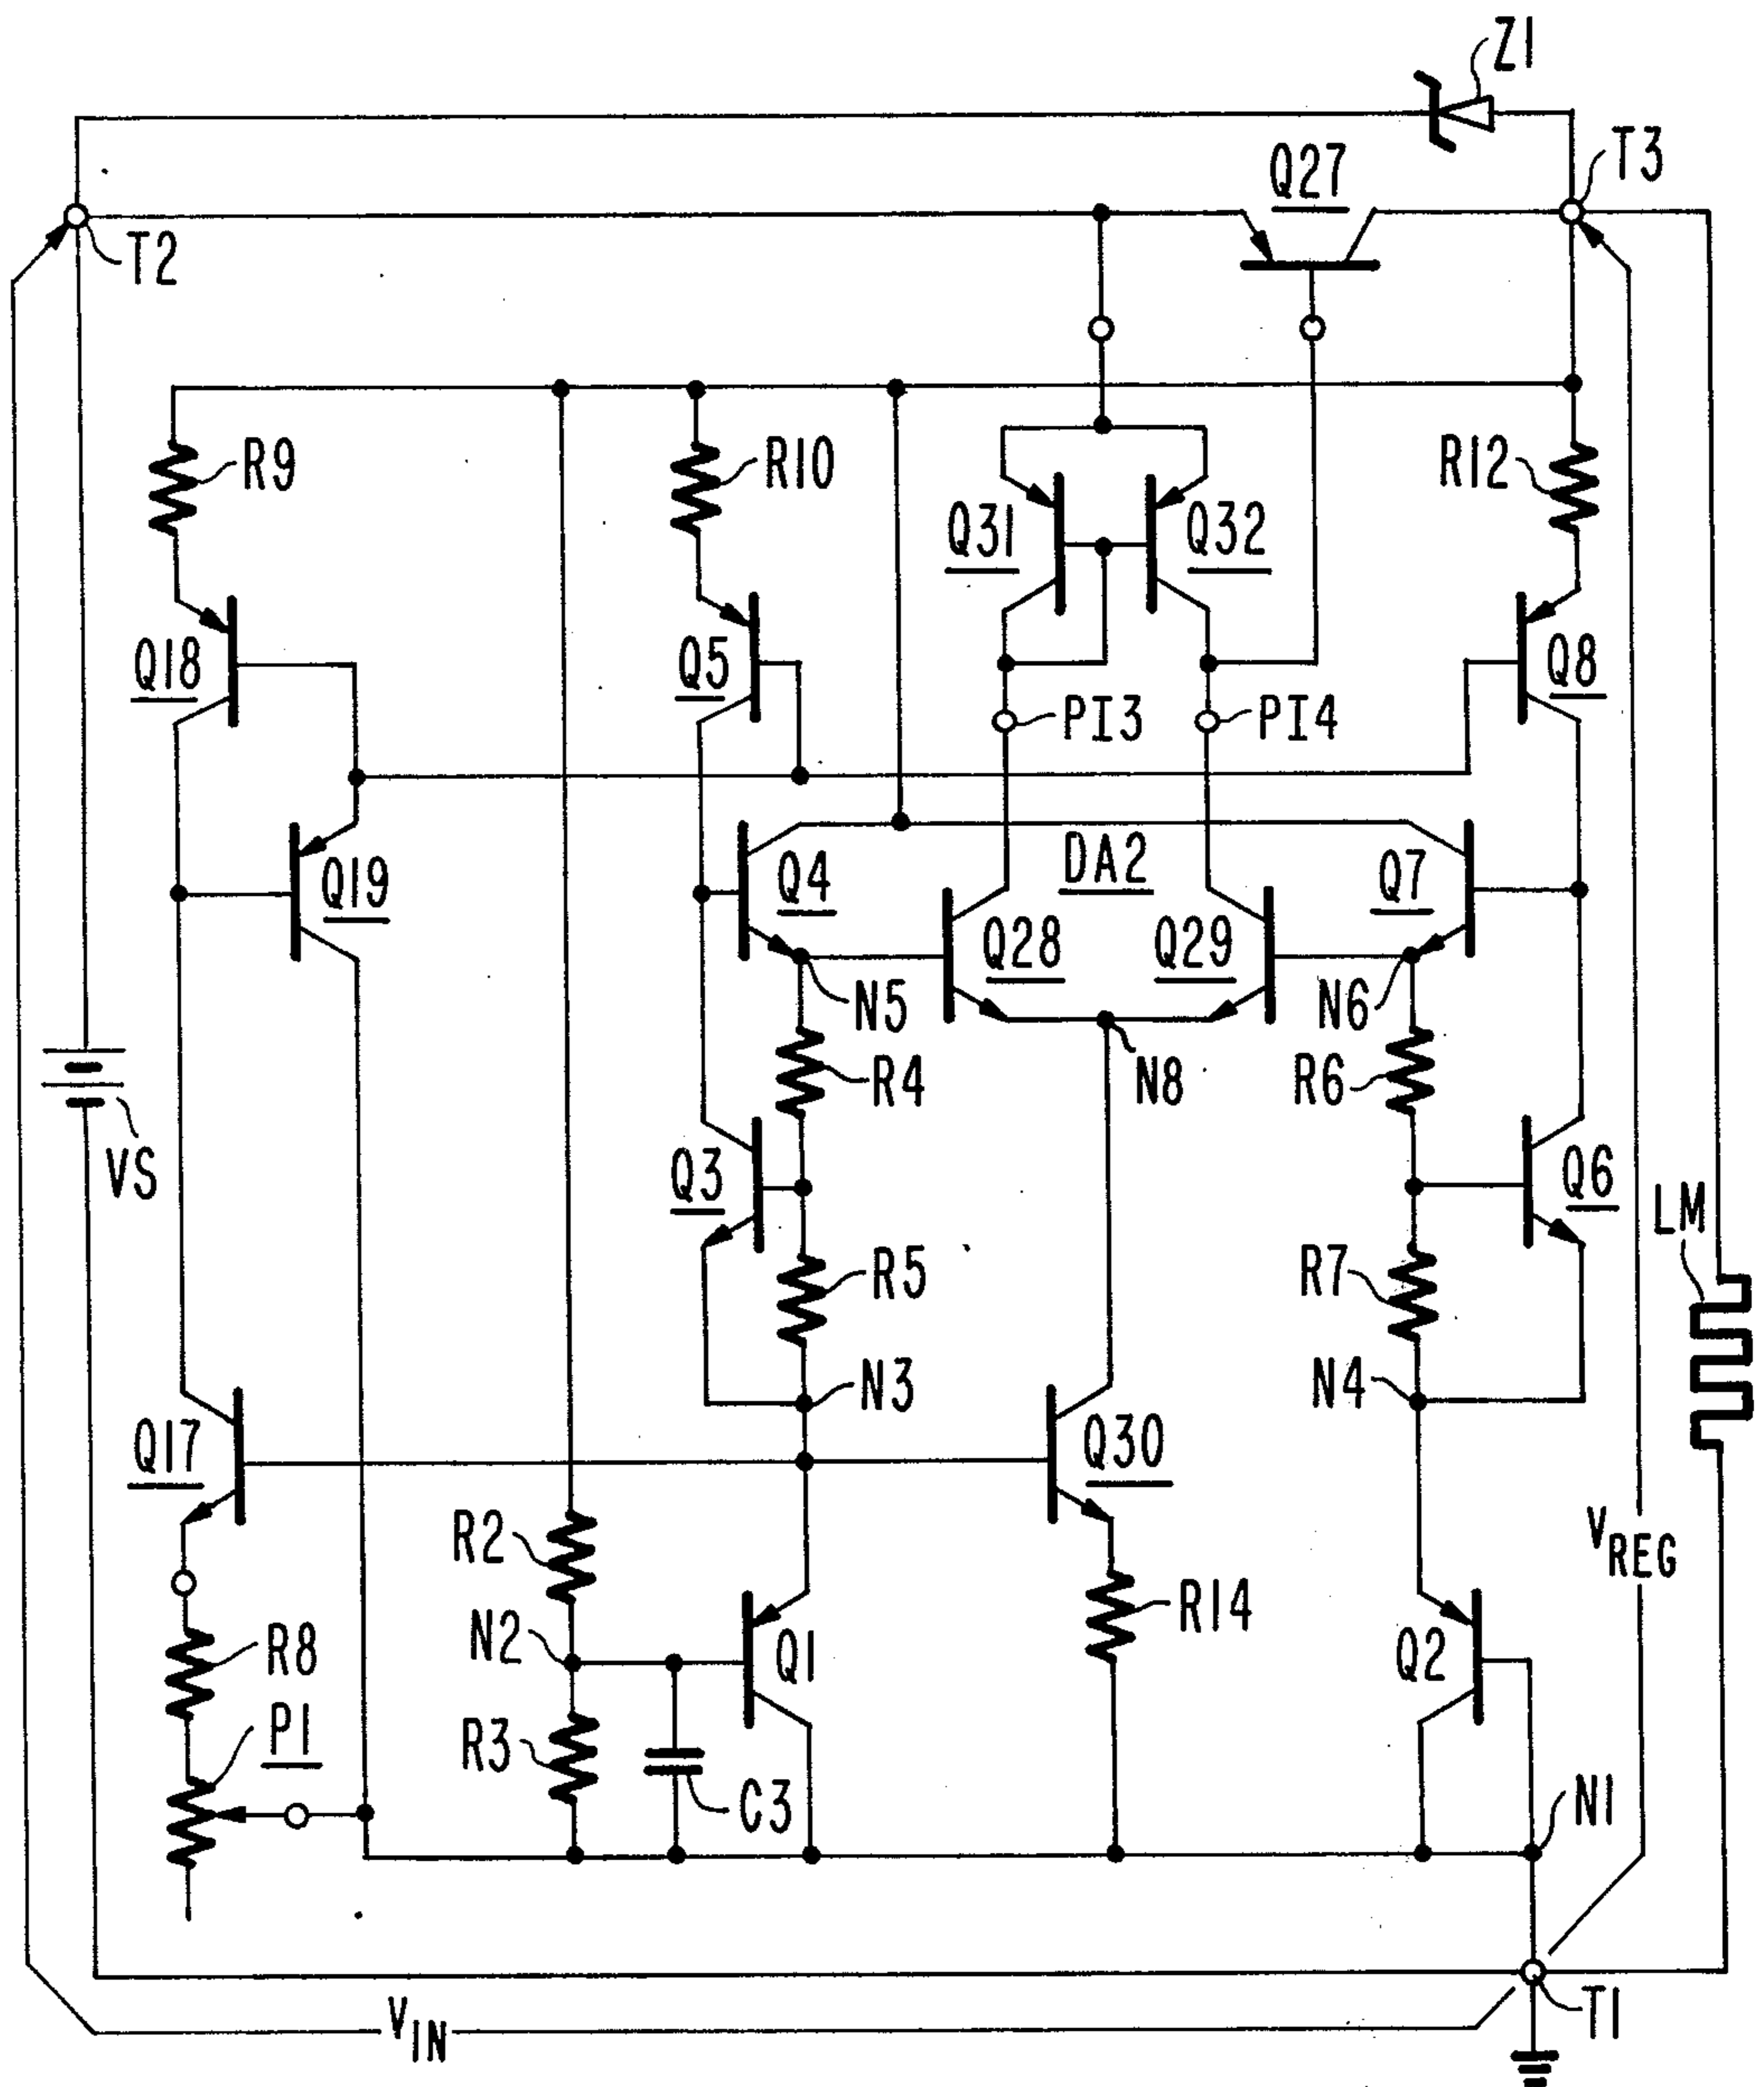 Z1
Q27
T3
T2
R9
R10
R12
Q31
Q32
Q18
Q5
Q8
PI3
PI4
Q19
Q4
DA2
Q7
Q28
Q29
N5
N6
R4
N8
R6
VS
Q3
Q6
LM
R5
R7
N3
N4
Q17
Q30
R2
VREG
R14
N2
R8
Q1
Q2
P1
R3
C3
N1
VIN
T1